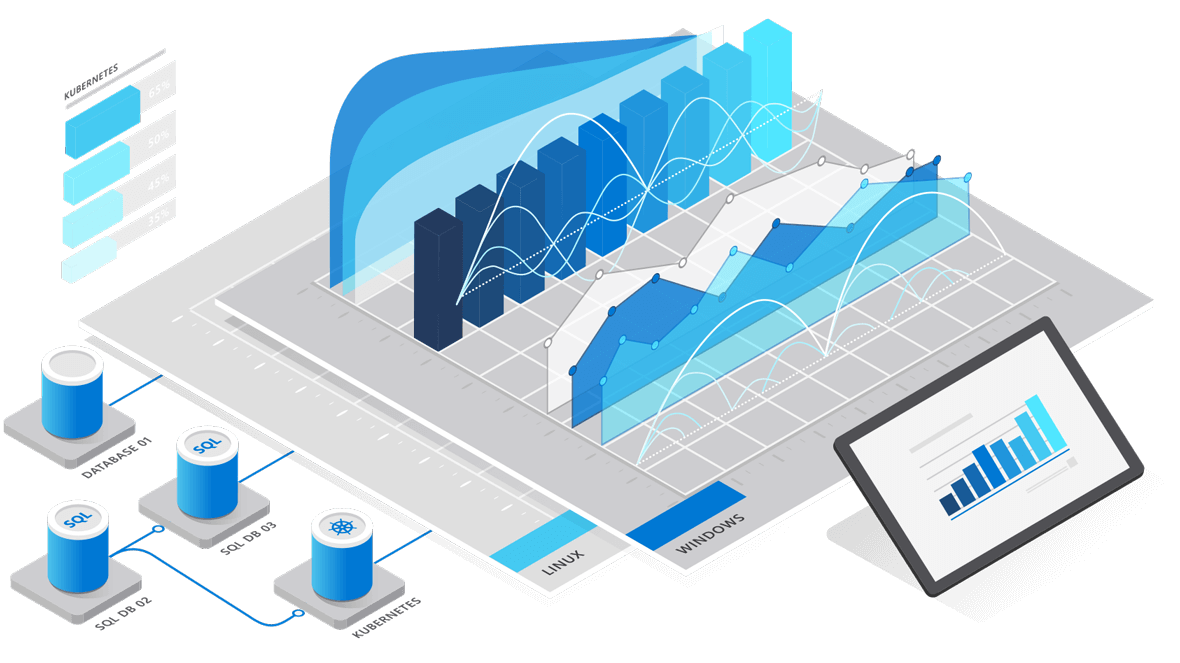 KUBERNETES
65%
50%
45%
35%
DATABASE 01
SQL
SQL DB 03
SQL
SQL DB 02
KUBERNETES
LINUX
WINDOWS